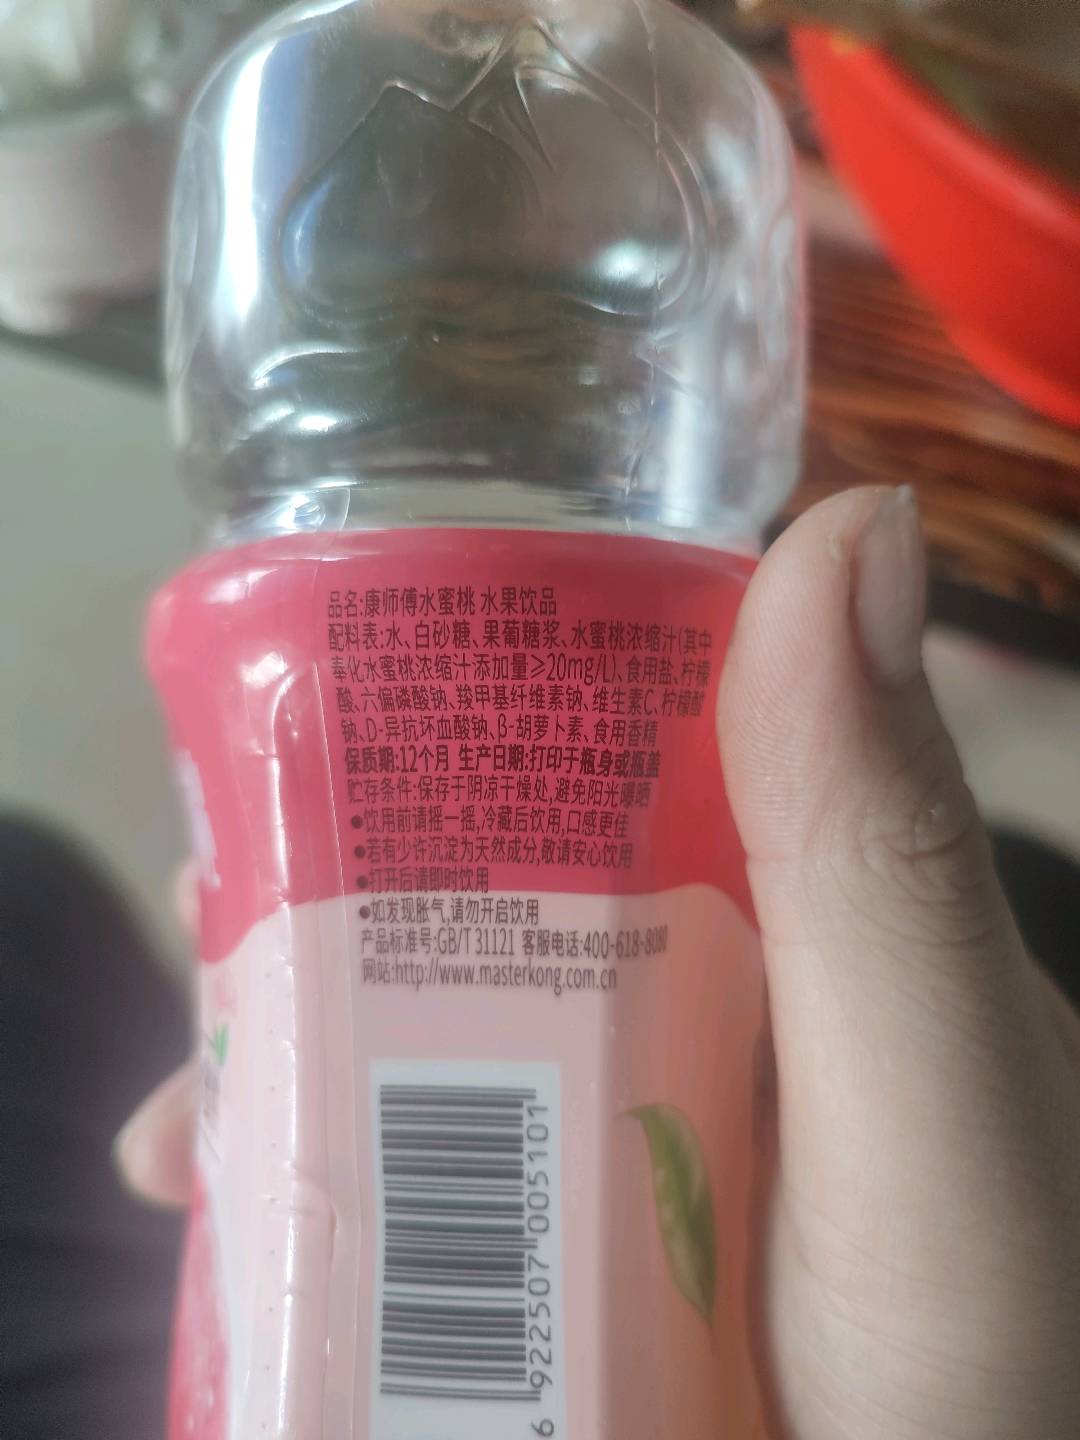 品名:康师傅水蜜桃 水果饮品
配料表:水、白砂糖、果葡糖浆、水蜜桃浓缩汁(其中
奉化水蜜桃浓缩汁添加量≥20mg/L)、食用盐、柠檬
酸、六偏磷酸钠、羧甲基纤维素钠、维生素C、柠檬酸
钠、D-异抗坏血酸钠、β-胡萝卜素、食用香精
保质期:12个月 生产日期:打印于瓶身或瓶盖
贮存条件:保存于阴凉干燥处,避免阳光曝晒
●饮用前请摇一摇,冷藏后饮用,口感更佳
●若有少许沉淀为天然成分,敬请安心饮用
●打开后请即时饮用
●如发现胀气,请勿开启饮用
产品标准号:GB/T 31121 客服电话:400-618-8080
网站:http://www.masterkong.com.cn
6 922507 005101